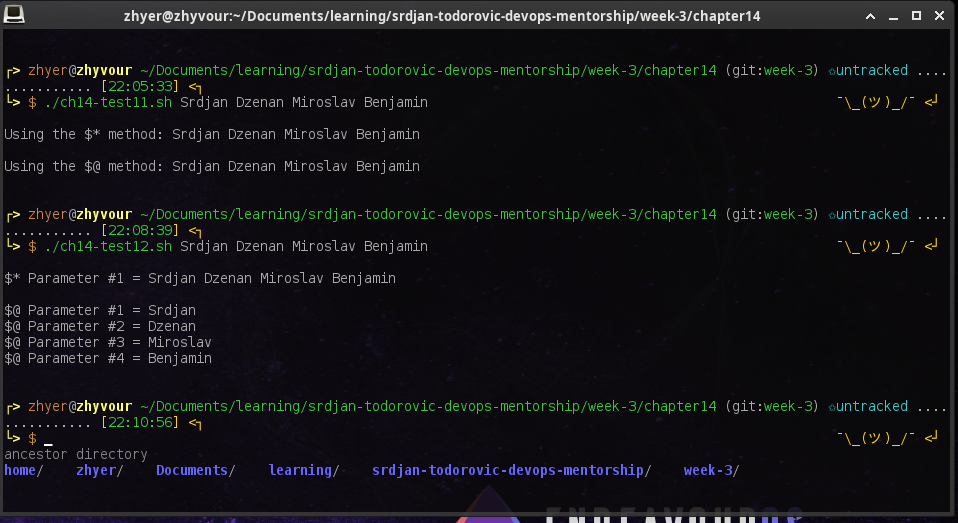 zhyer@zhyvour:~/Documents/learning/srdjan-todorovic-devops-mentorship/week-3/chapter14
┌> zhyer@zhyvour ~/Documents/learning/srdjan-todorovic-devops-mentorship/week-3/chapter14 (git:week-3) ✩untracked ....
........... [22:05:33] <┐
└> $ ./ch14-test11.sh Srdjan Dzenan Miroslav Benjamin ¯\_(ツ)_/¯ <┘
Using the $* method: Srdjan Dzenan Miroslav Benjamin
Using the $@ method: Srdjan Dzenan Miroslav Benjamin
┌> zhyer@zhyvour ~/Documents/learning/srdjan-todorovic-devops-mentorship/week-3/chapter14 (git:week-3) ✩untracked ....
........... [22:08:39] <┐
└> $ ./ch14-test12.sh Srdjan Dzenan Miroslav Benjamin ¯\_(ツ)_/¯ <┘
$* Parameter #1 = Srdjan Dzenan Miroslav Benjamin
$@ Parameter #1 = Srdjan
$@ Parameter #2 = Dzenan
$@ Parameter #3 = Miroslav
$@ Parameter #4 = Benjamin
┌> zhyer@zhyvour ~/Documents/learning/srdjan-todorovic-devops-mentorship/week-3/chapter14 (git:week-3) ✩untracked ....
........... [22:10:56] <┐
└> $ _ ¯\_(ツ)_/¯ <┘
ancestor directory
home/ zhyer/ Documents/ learning/ srdjan-todorovic-devops-mentorship/ week-3/
ENDEAVOUROS